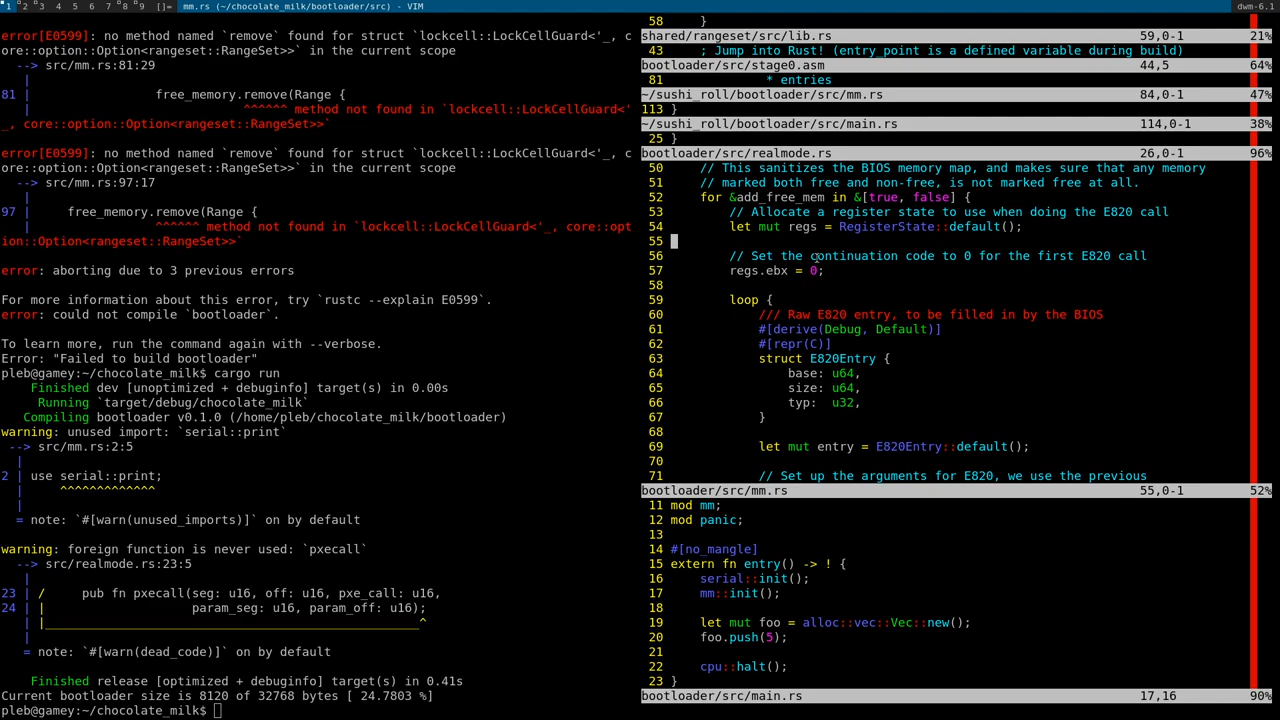 1 2 3 4 5 6 7 8 9 []= mm.rs (~/chocolate_milk/bootloader/src) - VIM dwm-6.1
error[E0599]: no method named `remove` found for struct `lockcell::LockCellGuard<'_, c
ore::option::Option<rangeset::RangeSet>>` in the current scope
--> src/mm.rs:81:29
|
81 | free_memory.remove(Range {
| ^^^^^^ method not found in `lockcell::LockCellGuard<'
_, core::option::Option<rangeset::RangeSet>>`
error[E0599]: no method named `remove` found for struct `lockcell::LockCellGuard<'_, c
ore::option::Option<rangeset::RangeSet>>` in the current scope
--> src/mm.rs:97:17
|
97 | free_memory.remove(Range {
| ^^^^^^ method not found in `lockcell::LockCellGuard<'_, core::opt
ion::Option<rangeset::RangeSet>>`
error: aborting due to 3 previous errors
For more information about this error, try `rustc --explain E0599`.
error: could not compile `bootloader`.
To learn more, run the command again with --verbose.
Error: "Failed to build bootloader"
pleb@gamey:~/chocolate_milk$ cargo run
Finished dev [unoptimized + debuginfo] target(s) in 0.00s
Running `target/debug/chocolate_milk`
Compiling bootloader v0.1.0 (/home/pleb/chocolate_milk/bootloader)
warning: unused import: `serial::print`
--> src/mm.rs:2:5
|
2 | use serial::print;
| ^^^^^^^^^^^^^
|
= note: `#[warn(unused_imports)]` on by default
warning: foreign function is never used: `pxecall`
--> src/realmode.rs:23:5
|
23 | / pub fn pxecall(seg: u16, off: u16, pxe_call: u16,
24 | | param_seg: u16, param_off: u16);
| |___________________________________________________^
|
= note: `#[warn(dead_code)]` on by default
Finished release [optimized + debuginfo] target(s) in 0.41s
Current bootloader size is 8120 of 32768 bytes [ 24.7803 %]
pleb@gamey:~/chocolate_milk$
58 }
shared/rangeset/src/lib.rs 59,0-1 21%
43 ; Jump into Rust! (entry_point is a defined variable during build)
bootloader/src/stage0.asm 44,5 64%
81 * entries
~/sushi_roll/bootloader/src/mm.rs 84,0-1 47%
113 }
~/sushi_roll/bootloader/src/main.rs 114,0-1 38%
25 }
bootloader/src/realmode.rs 26,0-1 96%
50 // This sanitizes the BIOS memory map, and makes sure that any memory
51 // marked both free and non-free, is not marked free at all.
52 for &add_free_mem in &[true, false] {
53 // Allocate a register state to use when doing the E820 call
54 let mut regs = RegisterState::default();
55
56 // Set the continuation code to 0 for the first E820 call
57 regs.ebx = 0;
58
59 loop {
60 /// Raw E820 entry, to be filled in by the BIOS
61 #[derive(Debug, Default)]
62 #[repr(C)]
63 struct E820Entry {
64 base: u64,
65 size: u64,
66 typ: u32,
67 }
68
69 let mut entry = E820Entry::default();
70
71 // Set up the arguments for E820, we use the previous
bootloader/src/mm.rs 55,0-1 52%
11 mod mm;
12 mod panic;
13
14 #[no_mangle]
15 extern fn entry() -> ! {
16 serial::init();
17 mm::init();
18
19 let mut foo = alloc::vec::Vec::new();
20 foo.push(5);
21
22 cpu::halt();
23 }
bootloader/src/main.rs 17,16 90%